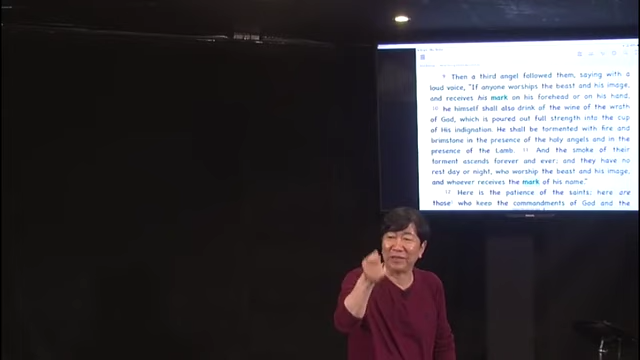 9 Then a third angel followed them, saying with a
loud voice, "If anyone worships the beast and his image,
and receives his mark on his forehead or on his hand,
10 he himself shall also drink of the wine of the wrath
of God, which is poured out full strength into the cup
of His indignation. He shall be tormented with fire and
brimstone in the presence of the holy angels and in the
presence of the Lamb. 11 And the smoke of their
torment ascends forever and ever; and they have no
rest day or night, who worship the beast and his image,
and whoever receives the mark of his name."
12 Here is the patience of the saints; here are
those who keep the commandments of God and the